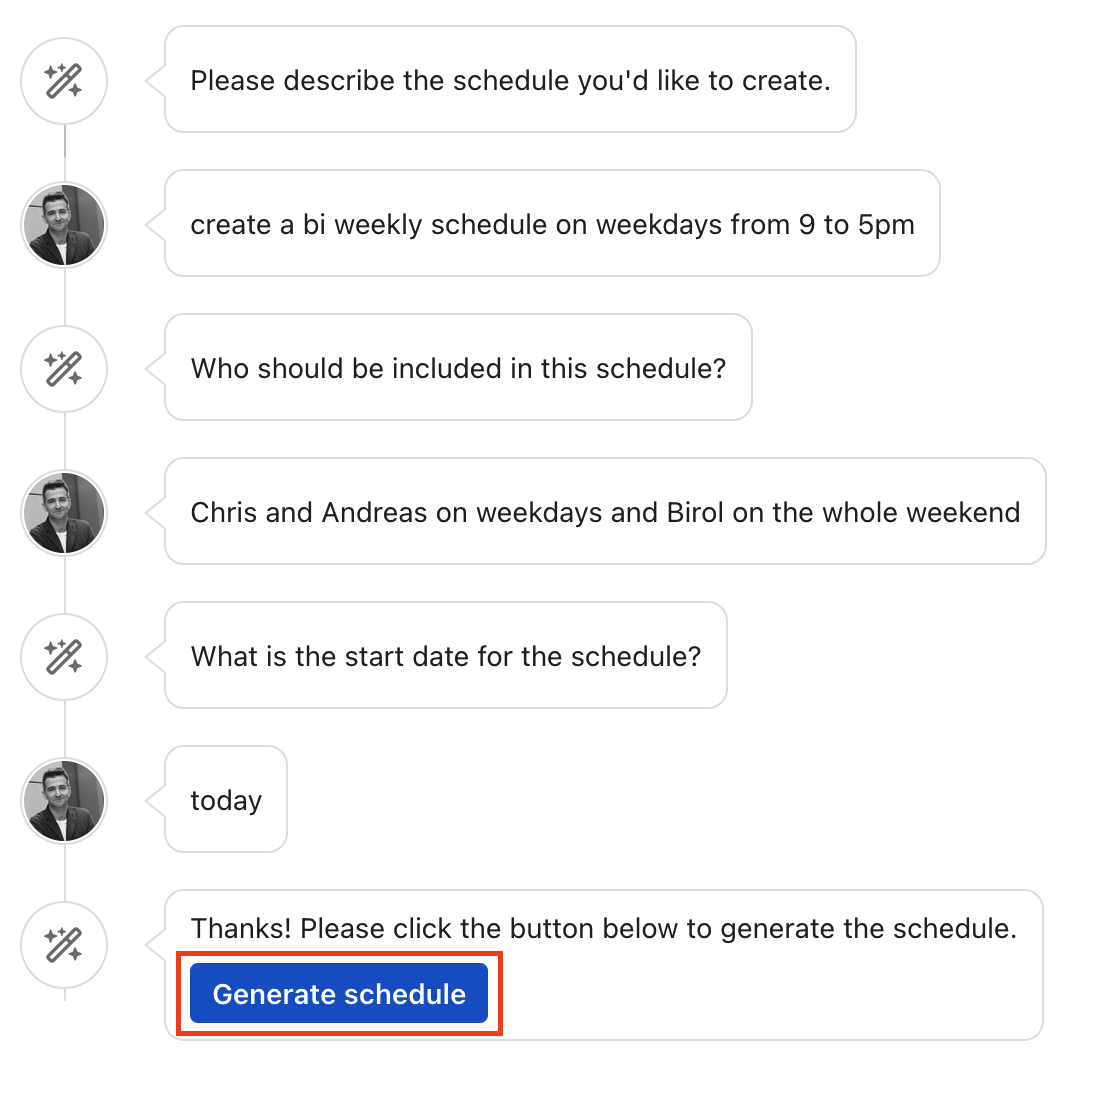 Please describe the schedule you'd like to create.
create a bi weekly schedule on weekdays from 9 to 5pm
Who should be included in this schedule?
Chris and Andreas on weekdays and Birol on the whole weekend
What is the start date for the schedule?
today
Thanks! Please click the button below to generate the schedule.
Generate schedule